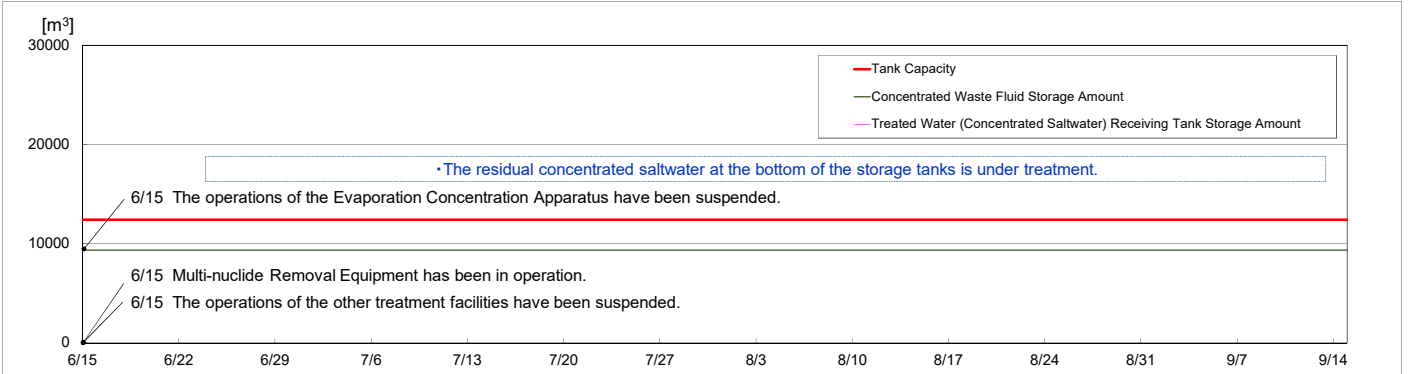 [m³]
30000
Tank Capacity
Concentrated Waste Fluid Storage Amount
Treated Water (Concentrated Saltwater) Receiving Tank Storage Amount
20000
・The residual concentrated saltwater at the bottom of the storage tanks is under treatment.
6/15 The operations of the Evaporation Concentration Apparatus have been suspended.
10000
6/15 Multi-nuclide Removal Equipment has been in operation.
6/15 The operations of the other treatment facilities have been suspended.
0
6/15 6/22 6/29 7/6 7/13 7/20 7/27 8/3 8/10 8/17 8/24 8/31 9/7 9/14